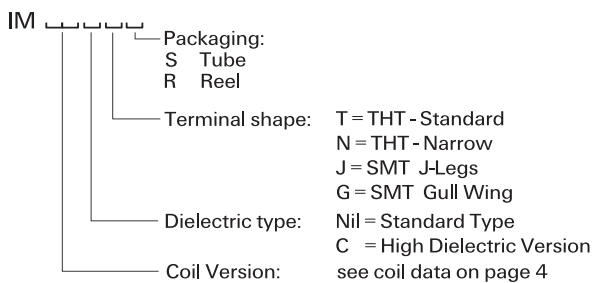 IM
Packaging:
S Tube
R Reel
Terminal shape: T = THT - Standard
N = THT - Narrow
J = SMT J-Legs
G = SMT Gull Wing
Dielectric type: Nil = Standard Type
C = High Dielectric Version
Coil Version: see coil data on page 4